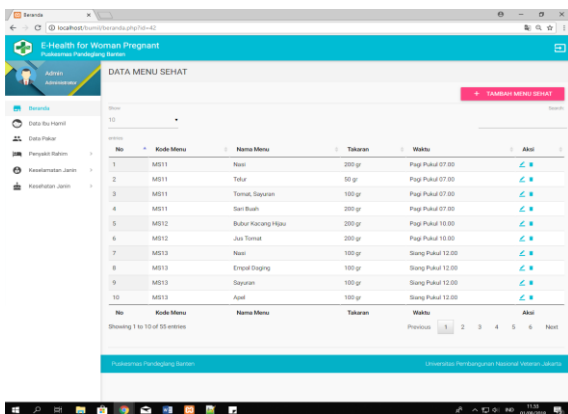 Beranda
localhost/bumil/beranda.php?id=42
E-Health for Woman Pregnant
Puskesmas Pandeglang Banten
Admin
Administrator
Beranda
Data Ibu Hamil
Data Pakar
Penyakit Rahim
Keselamatan Janin
Kesehatan Janin
DATA MENU SEHAT
+ TAMBAH MENU SEHAT
Show
Search:
10
entries
No Kode Menu Nama Menu Takaran Waktu Aksi
1 MS11 Nasi 200 gr Pagi Pukul 07.00
2 MS11 Telur 50 gr Pagi Pukul 07.00
3 MS11 Tomat, Sayuran 100 gr Pagi Pukul 07.00
4 MS11 Sari Buah 200 gr Pagi Pukul 07.00
5 MS12 Bubur Kacang Hijau 200 gr Pagi Pukul 10.00
6 MS12 Jus Tomat 200 gr Pagi Pukul 10.00
7 MS13 Nasi 100 gr Siang Pukul 12.00
8 MS13 Empal Daging 100 gr Siang Pukul 12.00
9 MS13 Sayuran 100 gr Siang Pukul 12.00
10 MS13 Apel 100 gr Siang Pukul 12.00
No Kode Menu Nama Menu Takaran Waktu Aksi
Showing 1 to 10 of 55 entries
Previous 1 2 3 4 5 6 Next
Puskesmas Pandeglang Banten
Universitas Pembangunan Nasional Veteran Jakarta
IND
11.53